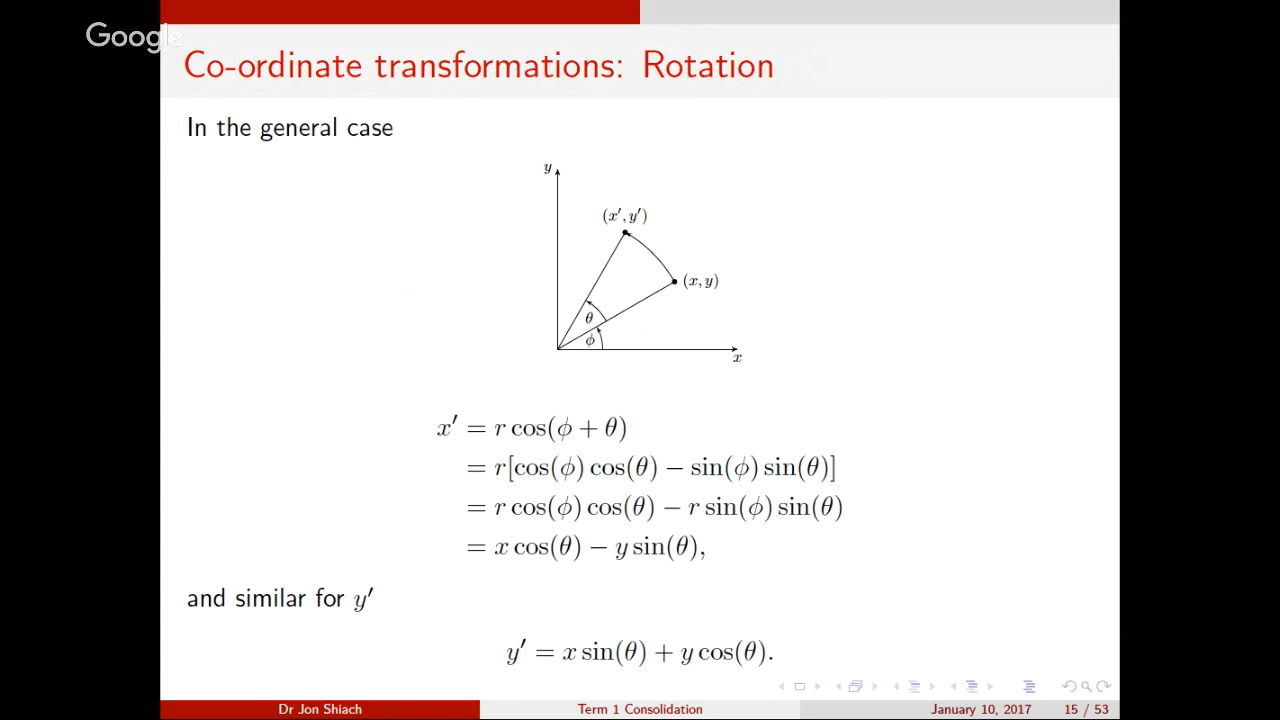 Google
Co-ordinate transformations: Rotation
In the general case
y
(x′, y′)
(x, y)
θ
ϕ
x
x′ = r cos(ϕ + θ)
= r[cos(ϕ) cos(θ) − sin(ϕ) sin(θ)]
= r cos(ϕ) cos(θ) − r sin(ϕ) sin(θ)
= x cos(θ) − y sin(θ),
and similar for y′
y′ = x sin(θ) + y cos(θ).
Dr Jon Shiach Term 1 Consolidation January 10, 2017 15 / 53